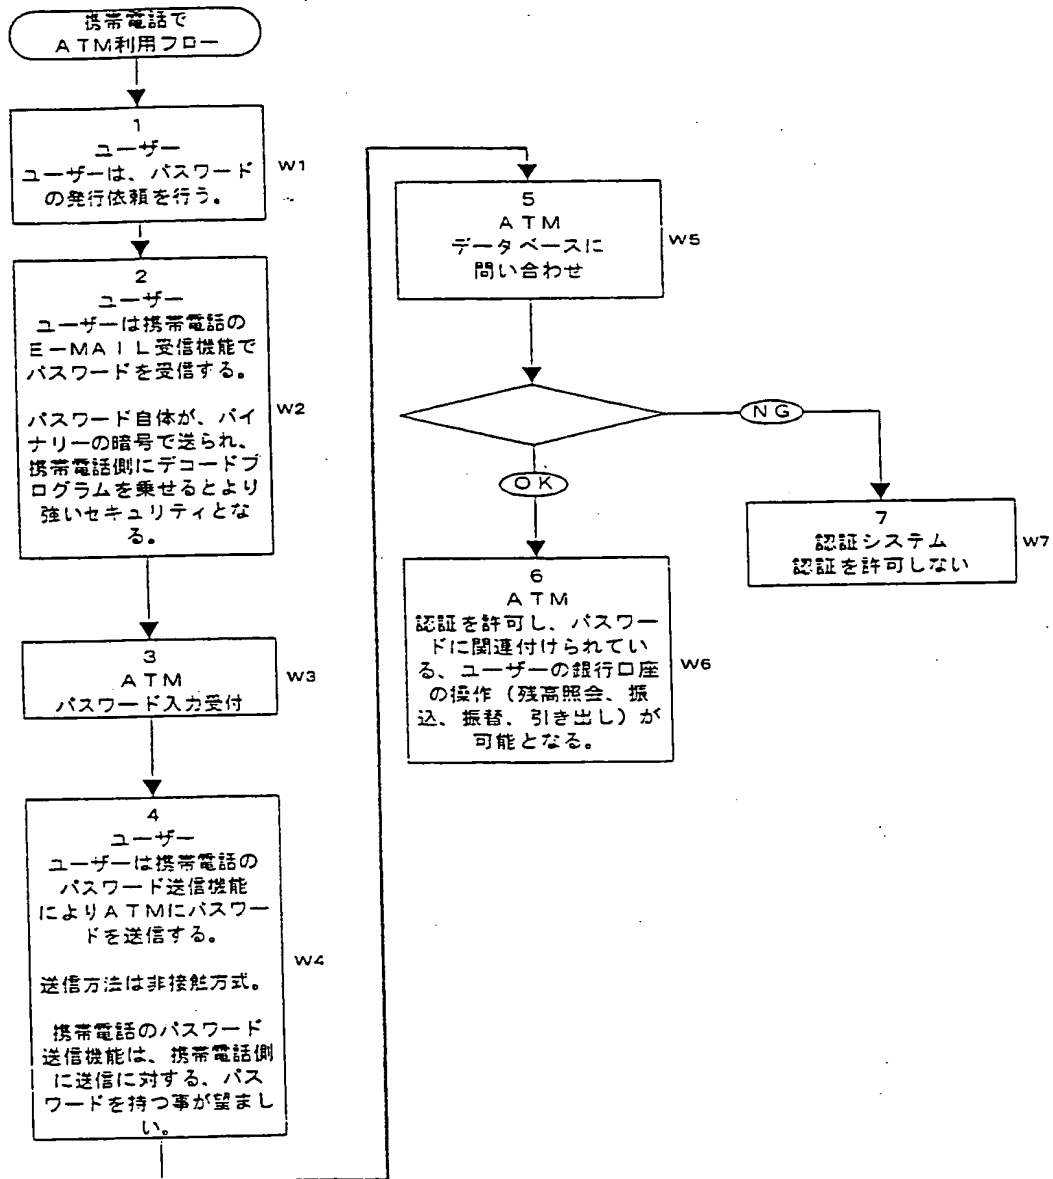 携帯電話で
ATM利用フロー
1
ユーザー
ユーザーは、パスワード
の発行依頼を行う。
W1
2
ユーザー
ユーザーは携帯電話の
E-MAIL受信機能で
パスワードを受信する。
パスワード自体が、バイ
ナリーの暗号で送られ、
携帯電話側にデコードプ
ログラムを乗せるとより
強いセキュリティとな
る。
W2
3
ATM
パスワード入力受付
W3
4
ユーザー
ユーザーは携帯電話の
パスワード送信機能
によりATMにパスワー
ドを送信する。
送信方法は非接触方式。
携帯電話のパスワード
送信機能は、携帯電話側
に送信に対する、パス
ワードを持つ事が望まし
い。
W4
5
ATM
データベースに
問い合わせ
W5
NG
OK
6
ATM
認証を許可し、パスワー
ドに関連付けられてい
る、ユーザーの銀行口座
の操作（残高照会、振
込、振替、引き出し）が
可能となる。
W6
7
認証システム
認証を許可しない
W7